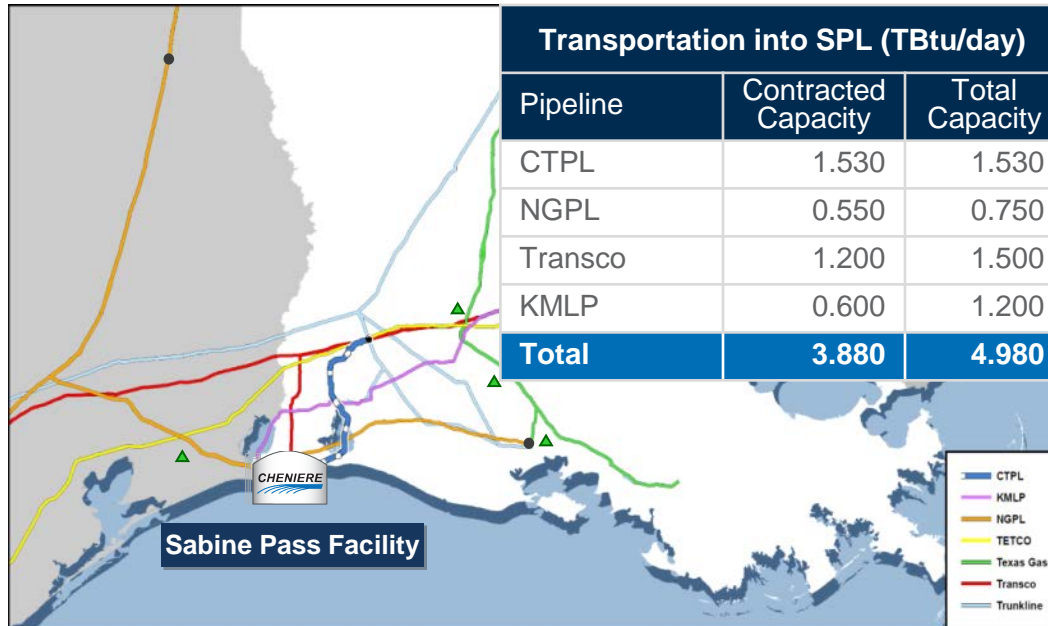 Transportation into SPL (TBtu/day)
Pipeline Contracted Capacity Total Capacity
CTPL 1.530 1.530
NGPL 0.550 0.750
Transco 1.200 1.500
KMLP 0.600 1.200
Total 3.880 4.980
CHENIERE
Sabine Pass Facility
CTPL
KMLP
NGPL
TETCO
Texas Gas
Transco
Trunkline